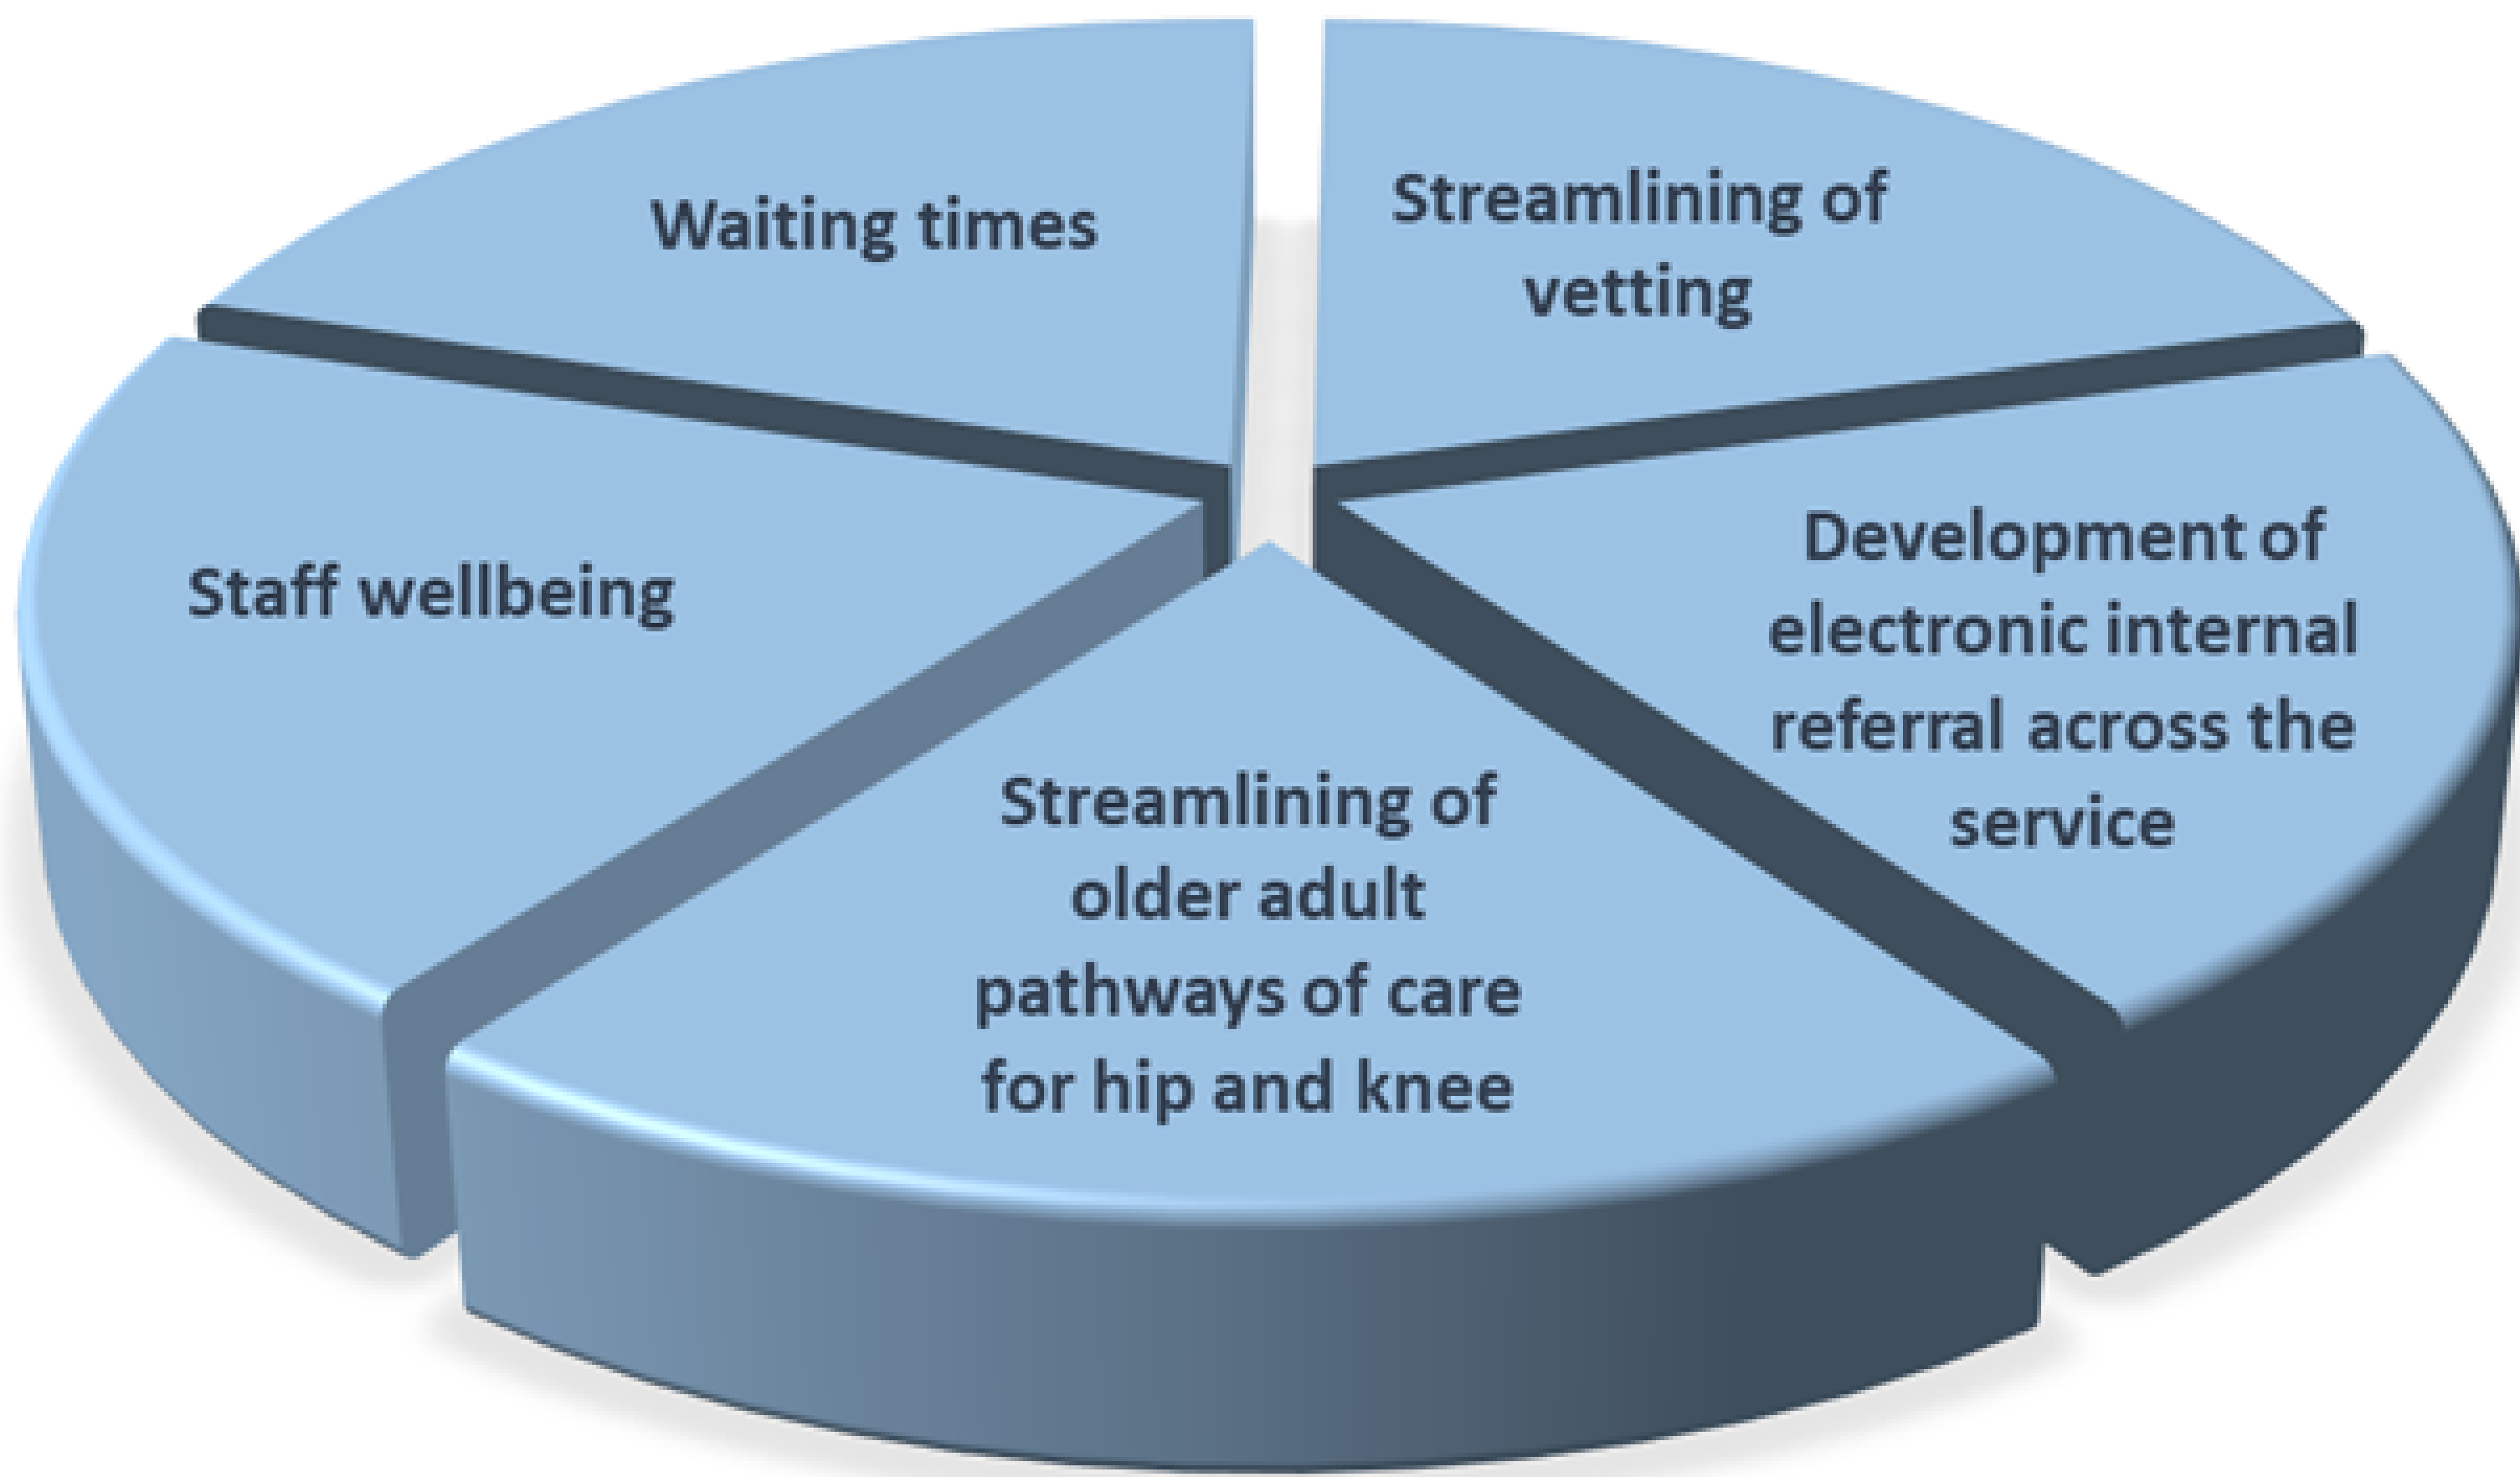 Waiting times
Streamlining of
vetting
Staff wellbeing
Development of
electronic internal
referral across the
service
Streamlining of
older adult
pathways of care
for hip and knee